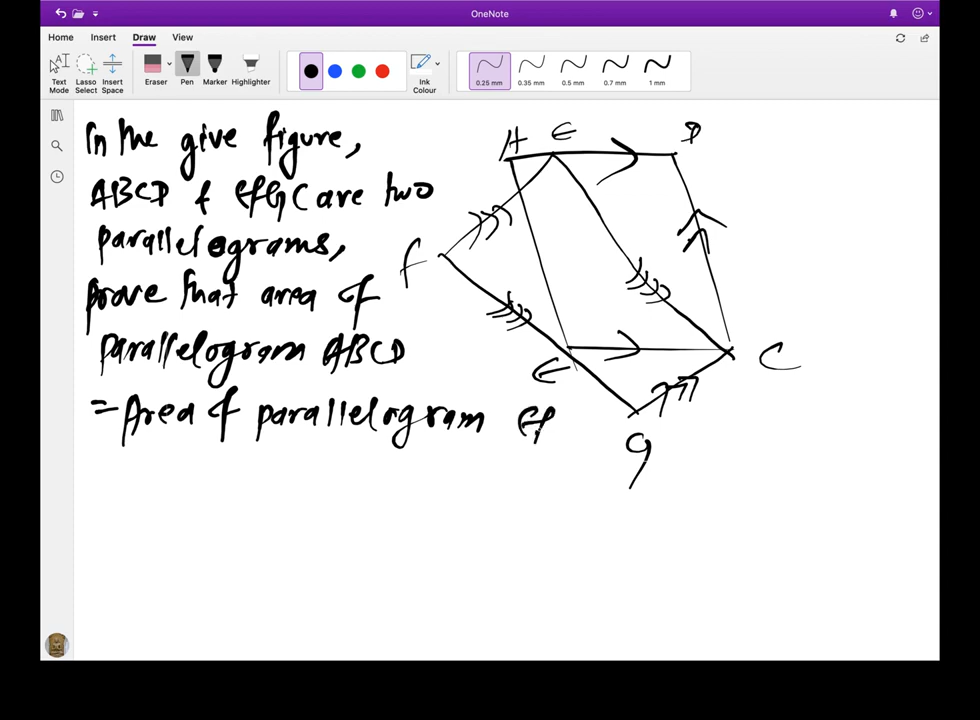 OneNote
Home Insert Draw View
Text Mode Lasso Select Insert Space Eraser Pen Marker Highlighter Ink Colour 0.25 mm 0.35 mm 0.5 mm 0.7 mm 1 mm
In the give figure,
ABCD & EFGC are two
parallelograms,
prove that area of
parallelogram ABCD
= Area of parallelogram EF
A E D
F
E C
G